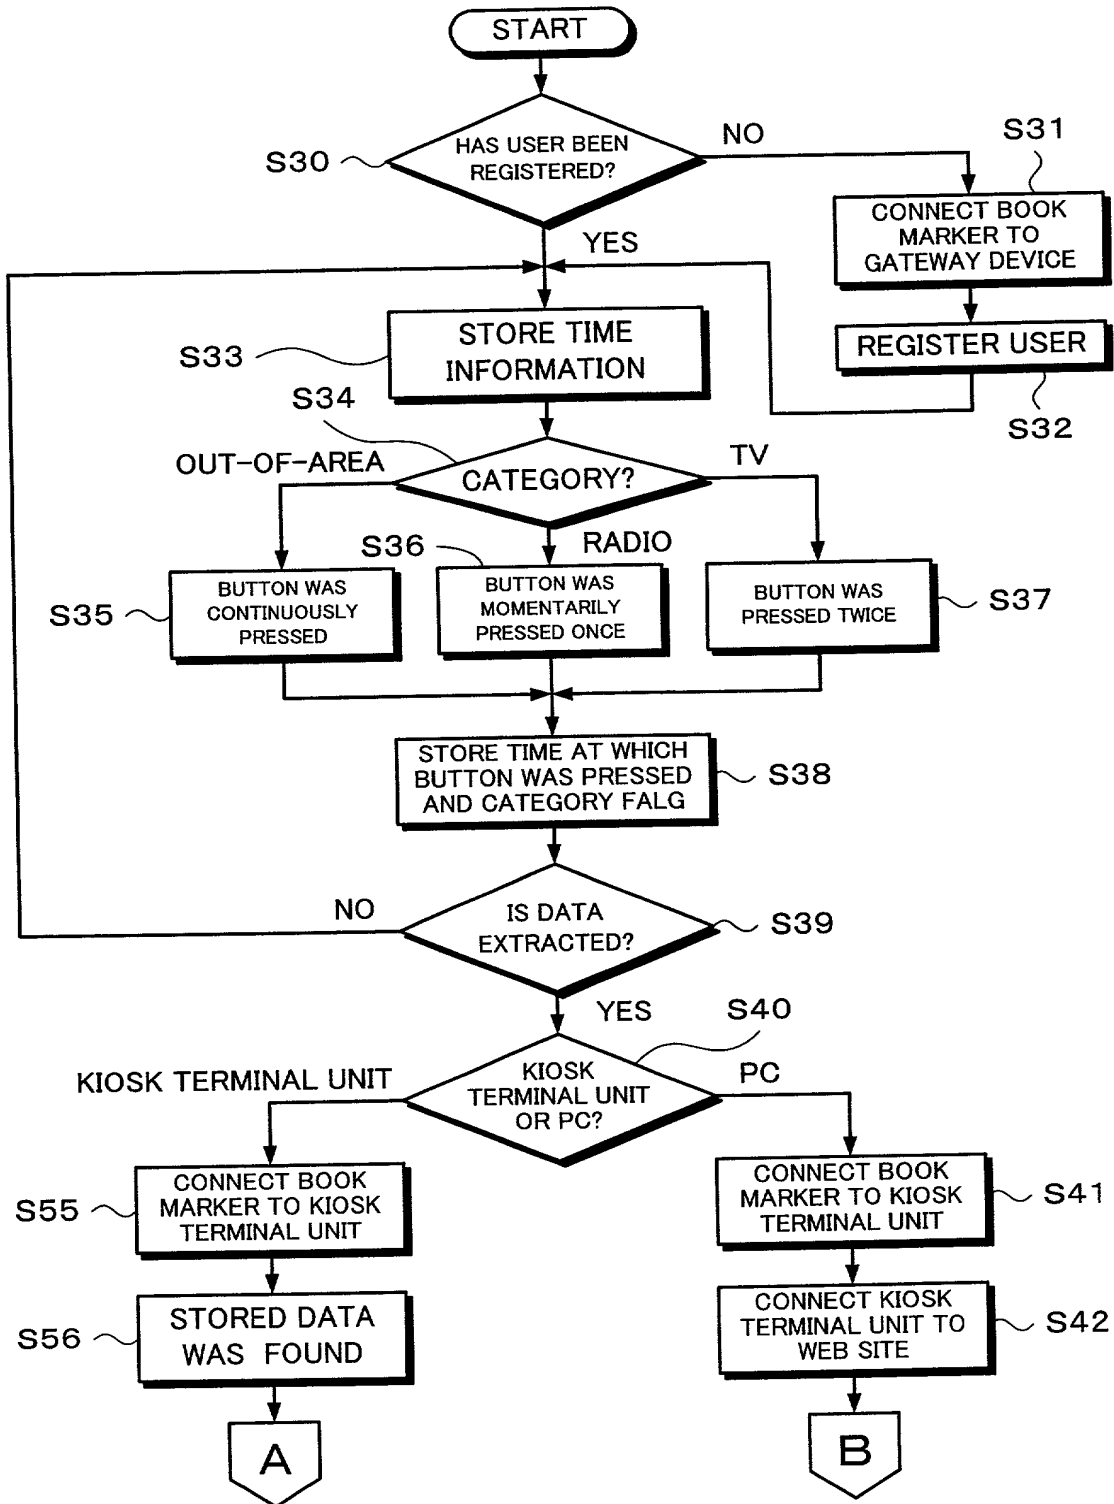 START
HAS USER BEEN
REGISTERED?
S30
NO
S31
CONNECT BOOK
MARKER TO
GATEWAY DEVICE
YES
REGISTER USER
S32
STORE TIME
INFORMATION
S33
S34
CATEGORY?
OUT-OF-AREA
TV
RADIO
S35
BUTTON WAS
CONTINUOUSLY
PRESSED
S36
BUTTON WAS
MOMENTARILY
PRESSED ONCE
BUTTON WAS
PRESSED TWICE
S37
STORE TIME AT WHICH
BUTTON WAS PRESSED
AND CATEGORY FALG
S38
NO
IS DATA
EXTRACTED?
S39
YES
S40
KIOSK
TERMINAL UNIT
OR PC?
KIOSK TERMINAL UNIT
PC
S55
CONNECT BOOK
MARKER TO KIOSK
TERMINAL UNIT
CONNECT BOOK
MARKER TO KIOSK
TERMINAL UNIT
S41
S56
STORED DATA
WAS FOUND
CONNECT KIOSK
TERMINAL UNIT TO
WEB SITE
S42
A
B